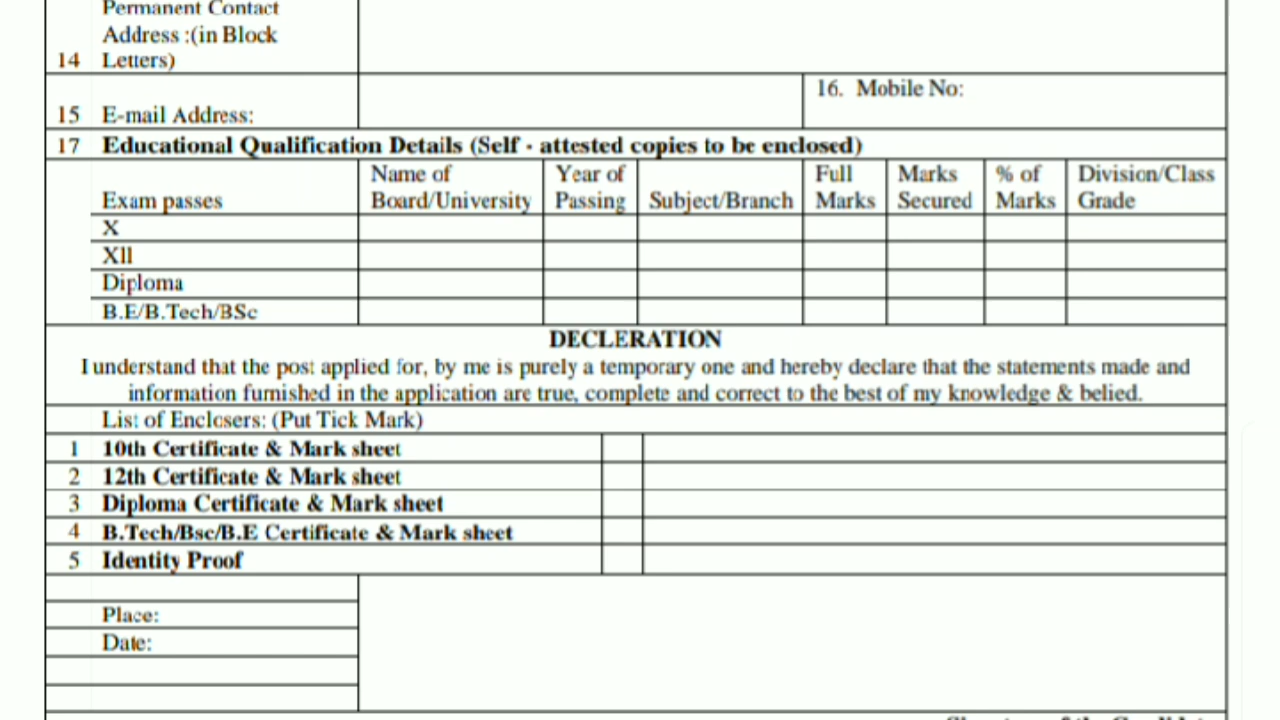 Permanent Contact
Address :(in Block
14 Letters)
16. Mobile No:
15 E-mail Address:
17 Educational Qualification Details (Self - attested copies to be enclosed)
Exam passes Name of Board/University Year of Passing Subject/Branch Full Marks Marks Secured % of Marks Division/Class Grade
X
XII
Diploma
B.E/B.Tech/BSc
DECLERATION
I understand that the post applied for, by me is purely a temporary one and hereby declare that the statements made and
information furnished in the application are true, complete and correct to the best of my knowledge & belied.
List of Enclosers: (Put Tick Mark)
1 10th Certificate & Mark sheet
2 12th Certificate & Mark sheet
3 Diploma Certificate & Mark sheet
4 B.Tech/Bsc/B.E Certificate & Mark sheet
5 Identity Proof
Place:
Date: